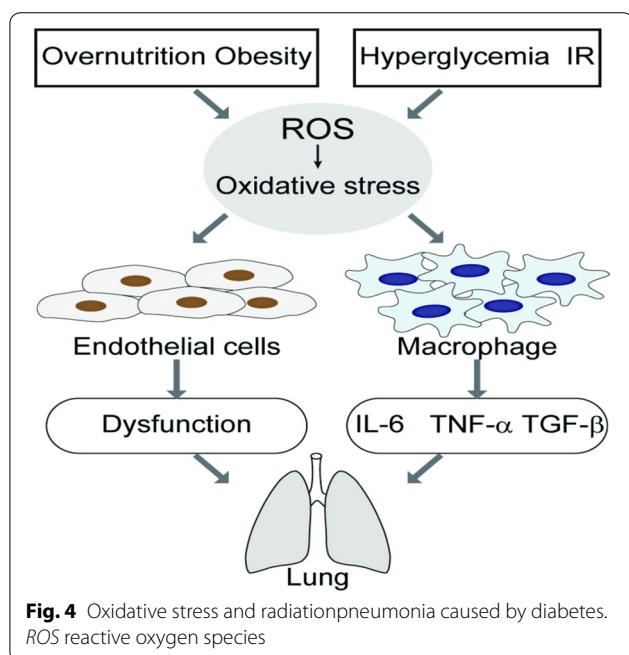 Overnutrition Obesity
Hyperglycemia IR
ROS
Oxidative stress
Endothelial cells
Macrophage
Dysfunction
IL-6 TNF-α TGF-β
Lung
Fig. 4 Oxidative stress and radiationpneumonia caused by diabetes.
ROS reactive oxygen species